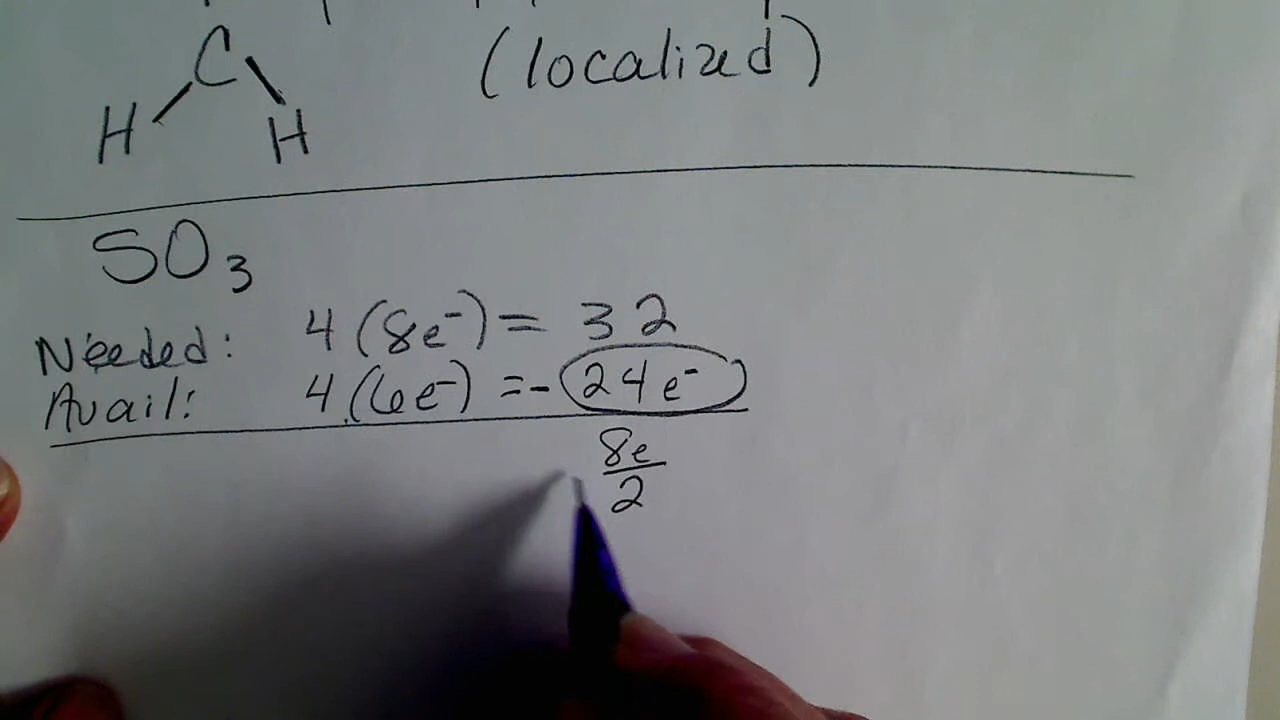 C (localized)
H H
SO₃
Needed: 4(8e⁻) = 32
Avail: 4(6e⁻) = - 24e⁻
8e
2